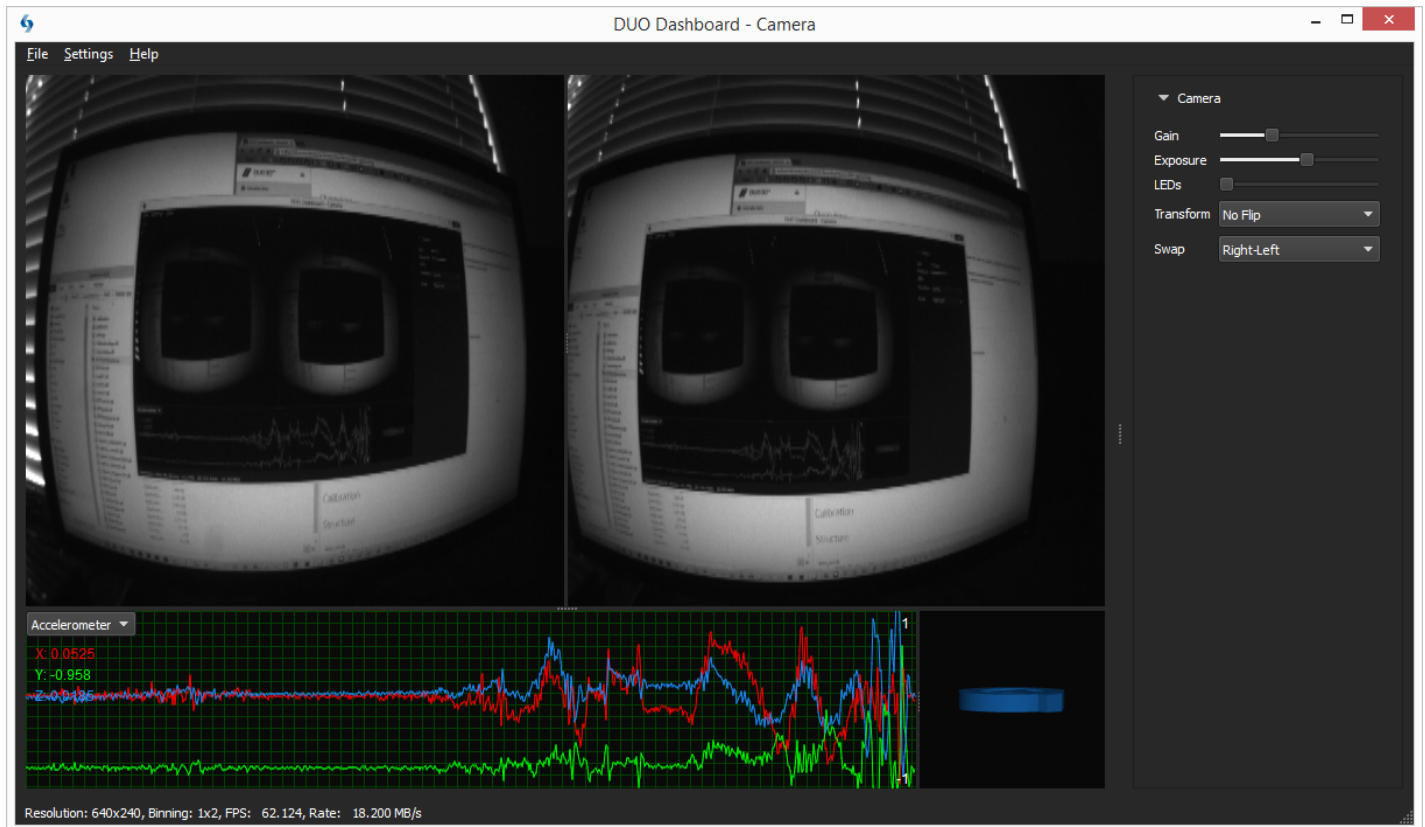 DUO Dashboard - Camera
File Settings Help
Camera
Gain
Exposure
LEDs
Transform No Flip
Swap Right-Left
Calibration
Structure
Calibration
Structure
Accelerometer
1
X: 0.0525
Y: -0.958
-1
Resolution: 640x240, Binning: 1x2, FPS: 62.124, Rate: 18.200 MB/s